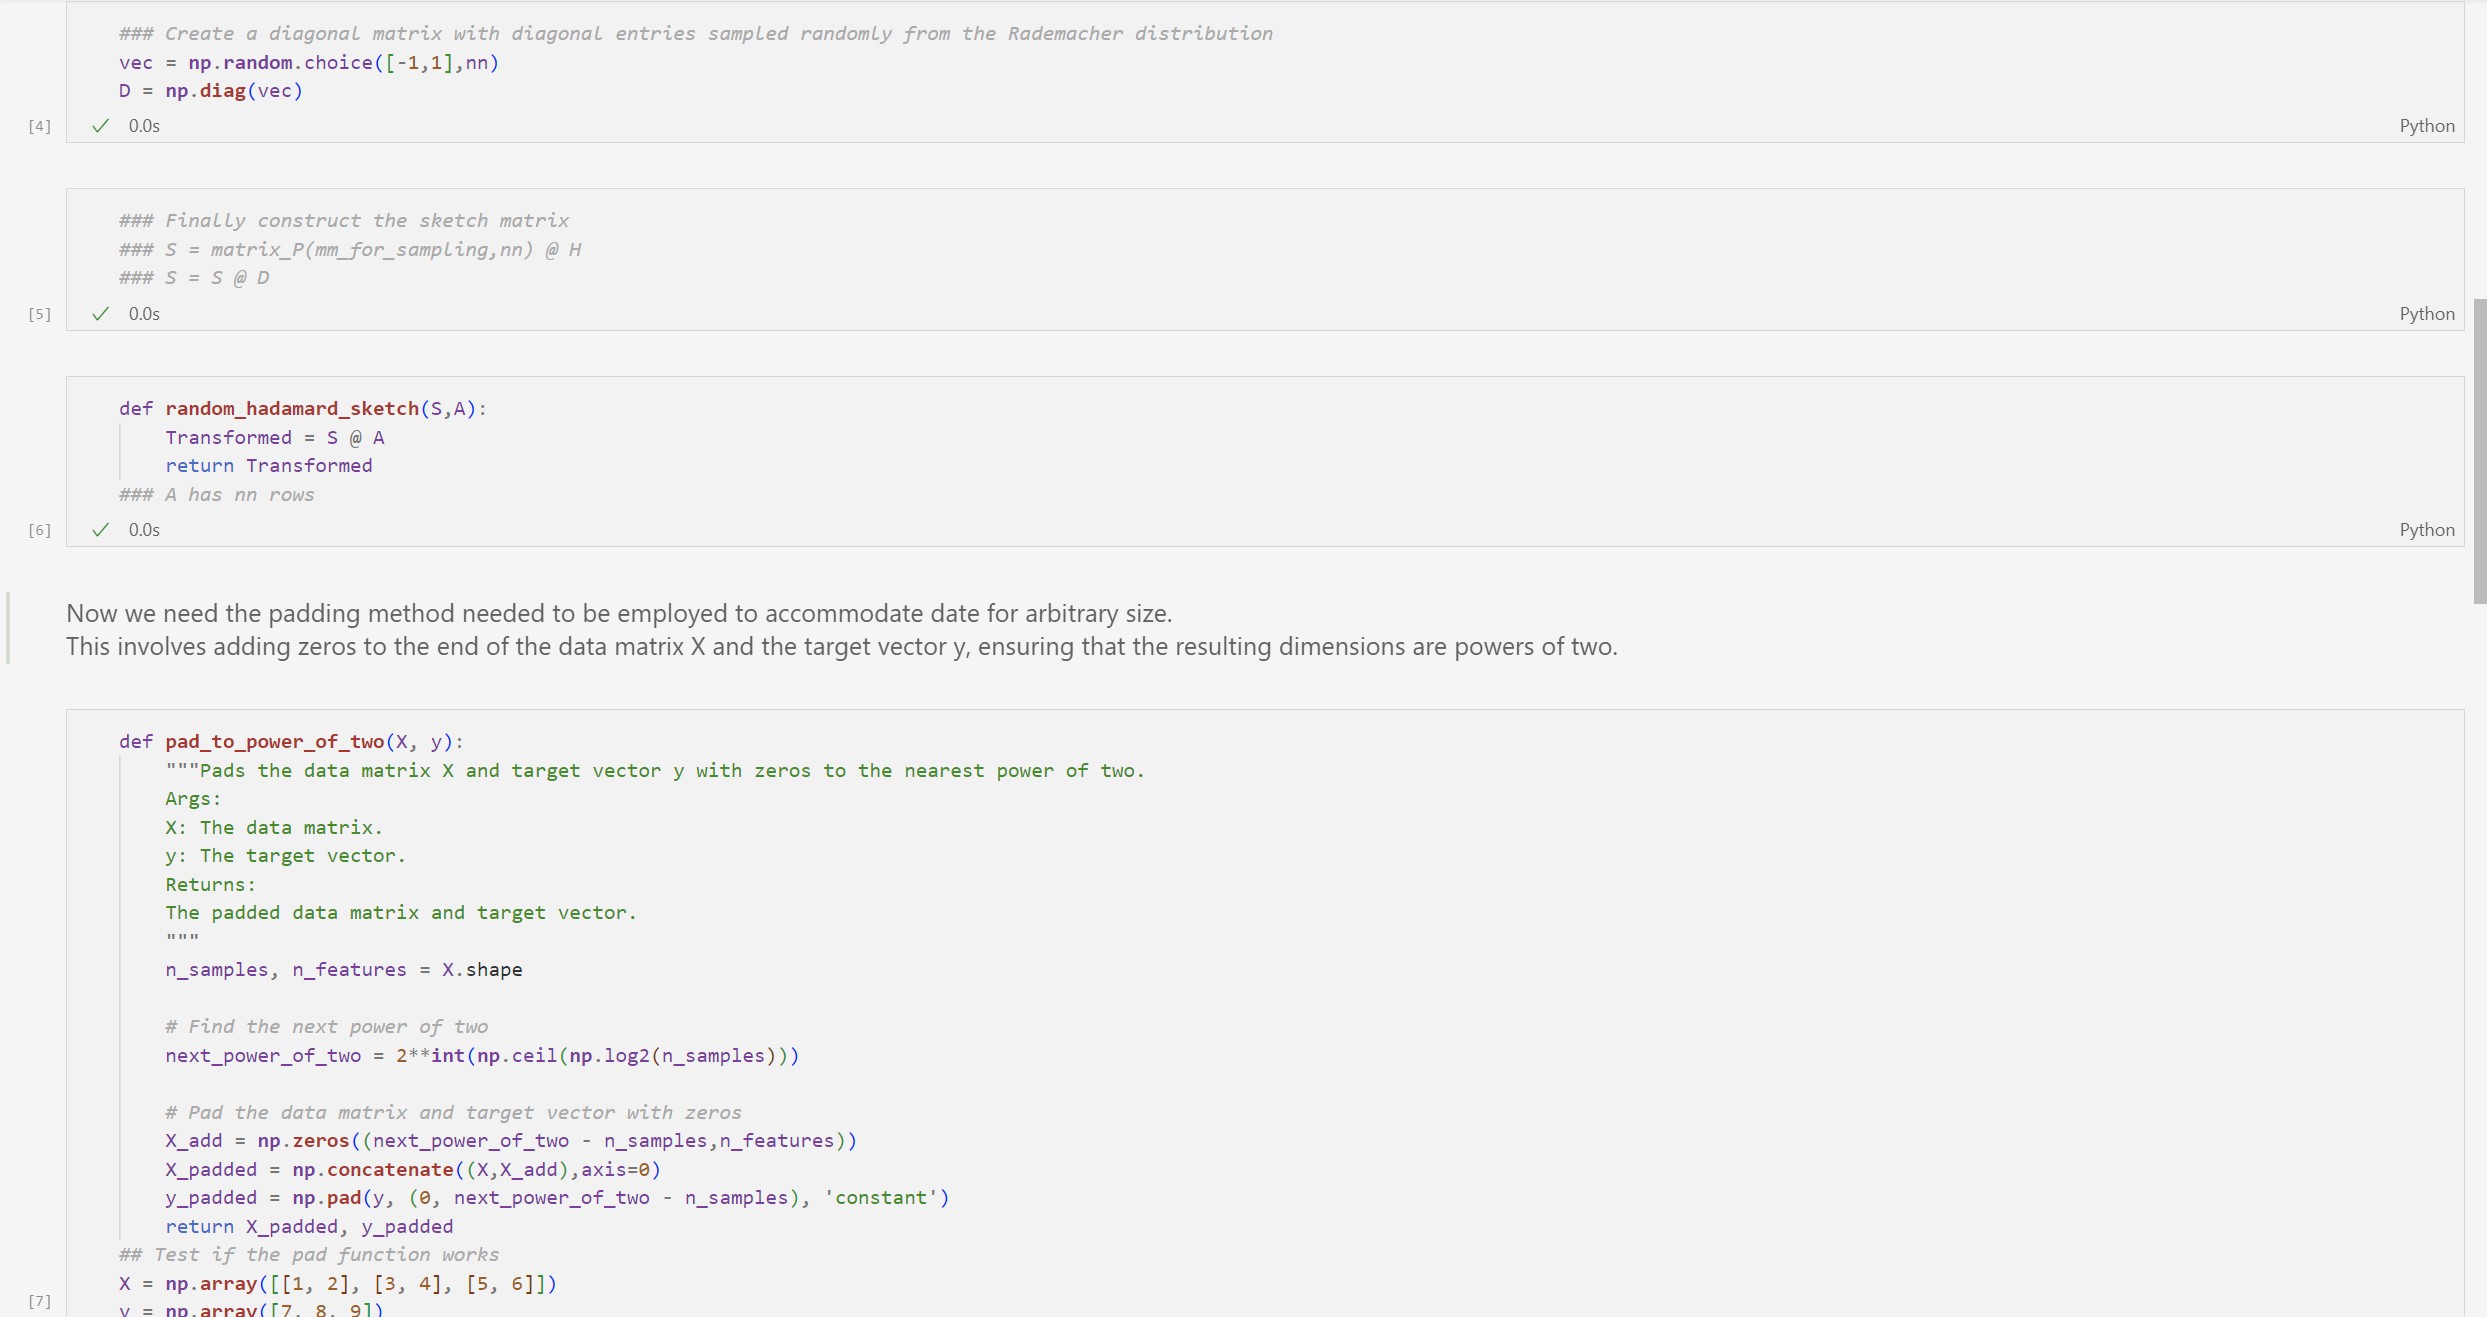 ### Create a diagonal matrix with diagonal entries sampled randomly from the Rademacher distribution
vec = np.random.choice([-1,1],nn)
D = np.diag(vec)
[4] ✓ 0.0s Python
### Finally construct the sketch matrix
### S = matrix_P(mm_for_sampling,nn) @ H
### S = S @ D
[5] ✓ 0.0s Python
def random_hadamard_sketch(S,A):
    Transformed = S @ A
    return Transformed
### A has nn rows
[6] ✓ 0.0s Python
Now we need the padding method needed to be employed to accommodate date for arbitrary size.
This involves adding zeros to the end of the data matrix X and the target vector y, ensuring that the resulting dimensions are powers of two.
def pad_to_power_of_two(X, y):
    """Pads the data matrix X and target vector y with zeros to the nearest power of two.
    Args:
    X: The data matrix.
    y: The target vector.
    Returns:
    The padded data matrix and target vector.
    """
    n_samples, n_features = X.shape
    # Find the next power of two
    next_power_of_two = 2**int(np.ceil(np.log2(n_samples)))
    # Pad the data matrix and target vector with zeros
    X_add = np.zeros((next_power_of_two - n_samples,n_features))
    X_padded = np.concatenate((X,X_add),axis=0)
    y_padded = np.pad(y, (0, next_power_of_two - n_samples), 'constant')
    return X_padded, y_padded
## Test if the pad function works
X = np.array([[1, 2], [3, 4], [5, 6]])
[7]
y = np.array([7, 8, 9])